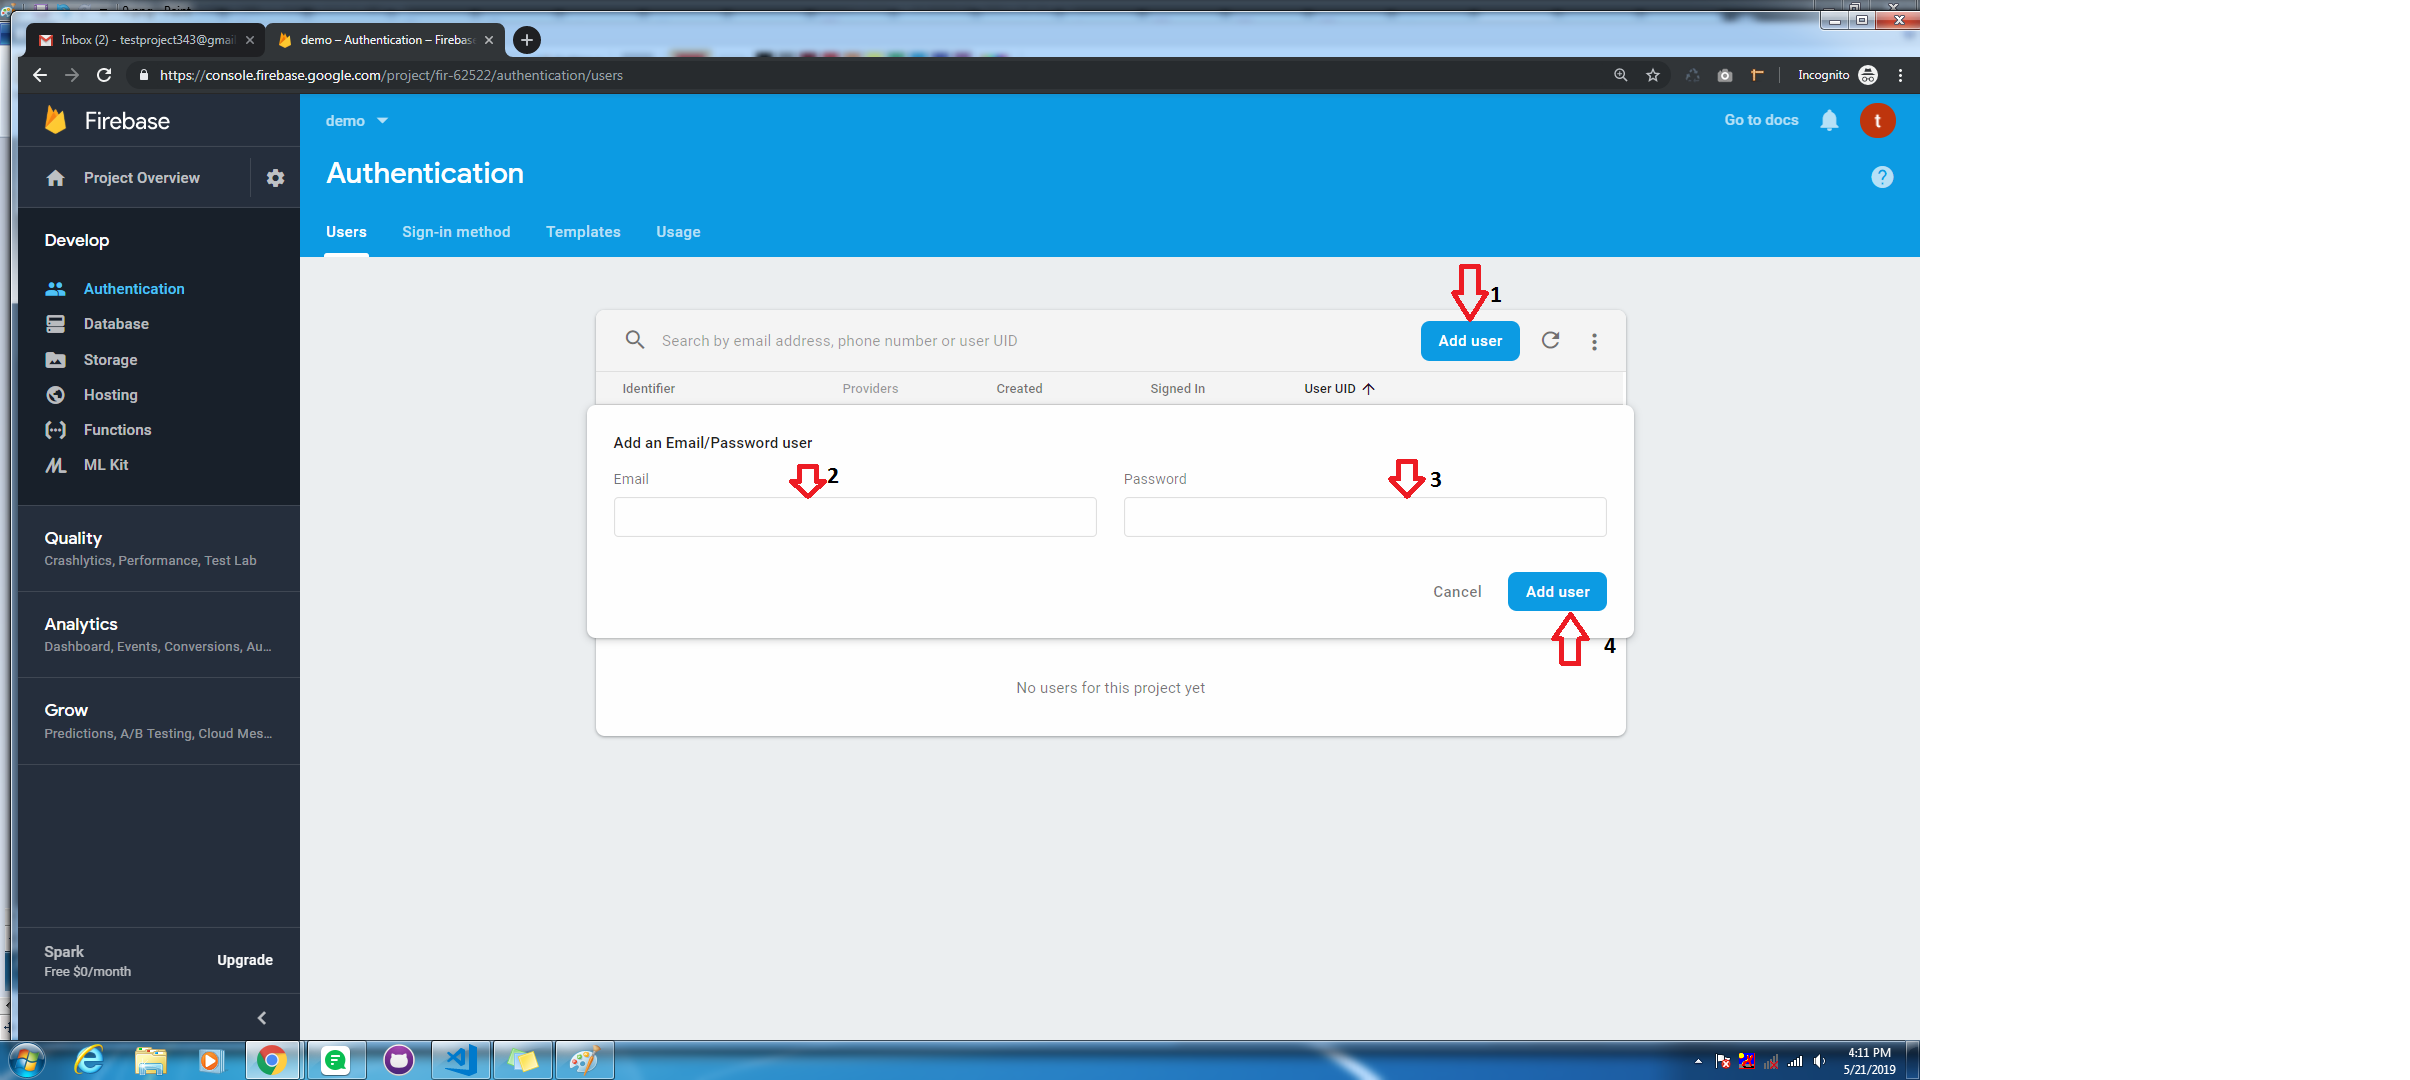 Inbox (2) - testproject343@gmai
demo – Authentication – Firebas
https://console.firebase.google.com/project/fir-62522/authentication/users
Incognito
Firebase
demo
Go to docs
t
Project Overview
Authentication
?
Users Sign-in method Templates Usage
Develop
Authentication
Database
Storage
Hosting
Functions
ML Kit
Quality
Crashlytics, Performance, Test Lab
Analytics
Dashboard, Events, Conversions, Au...
Grow
Predictions, A/B Testing, Cloud Mes...
Spark
Free $0/month
Upgrade
1
Search by email address, phone number or user UID
Add user
Identifier Providers Created Signed In User UID
Add an Email/Password user
Email
2
Password
3
Cancel
Add user
4
No users for this project yet
4:11 PM
5/21/2019